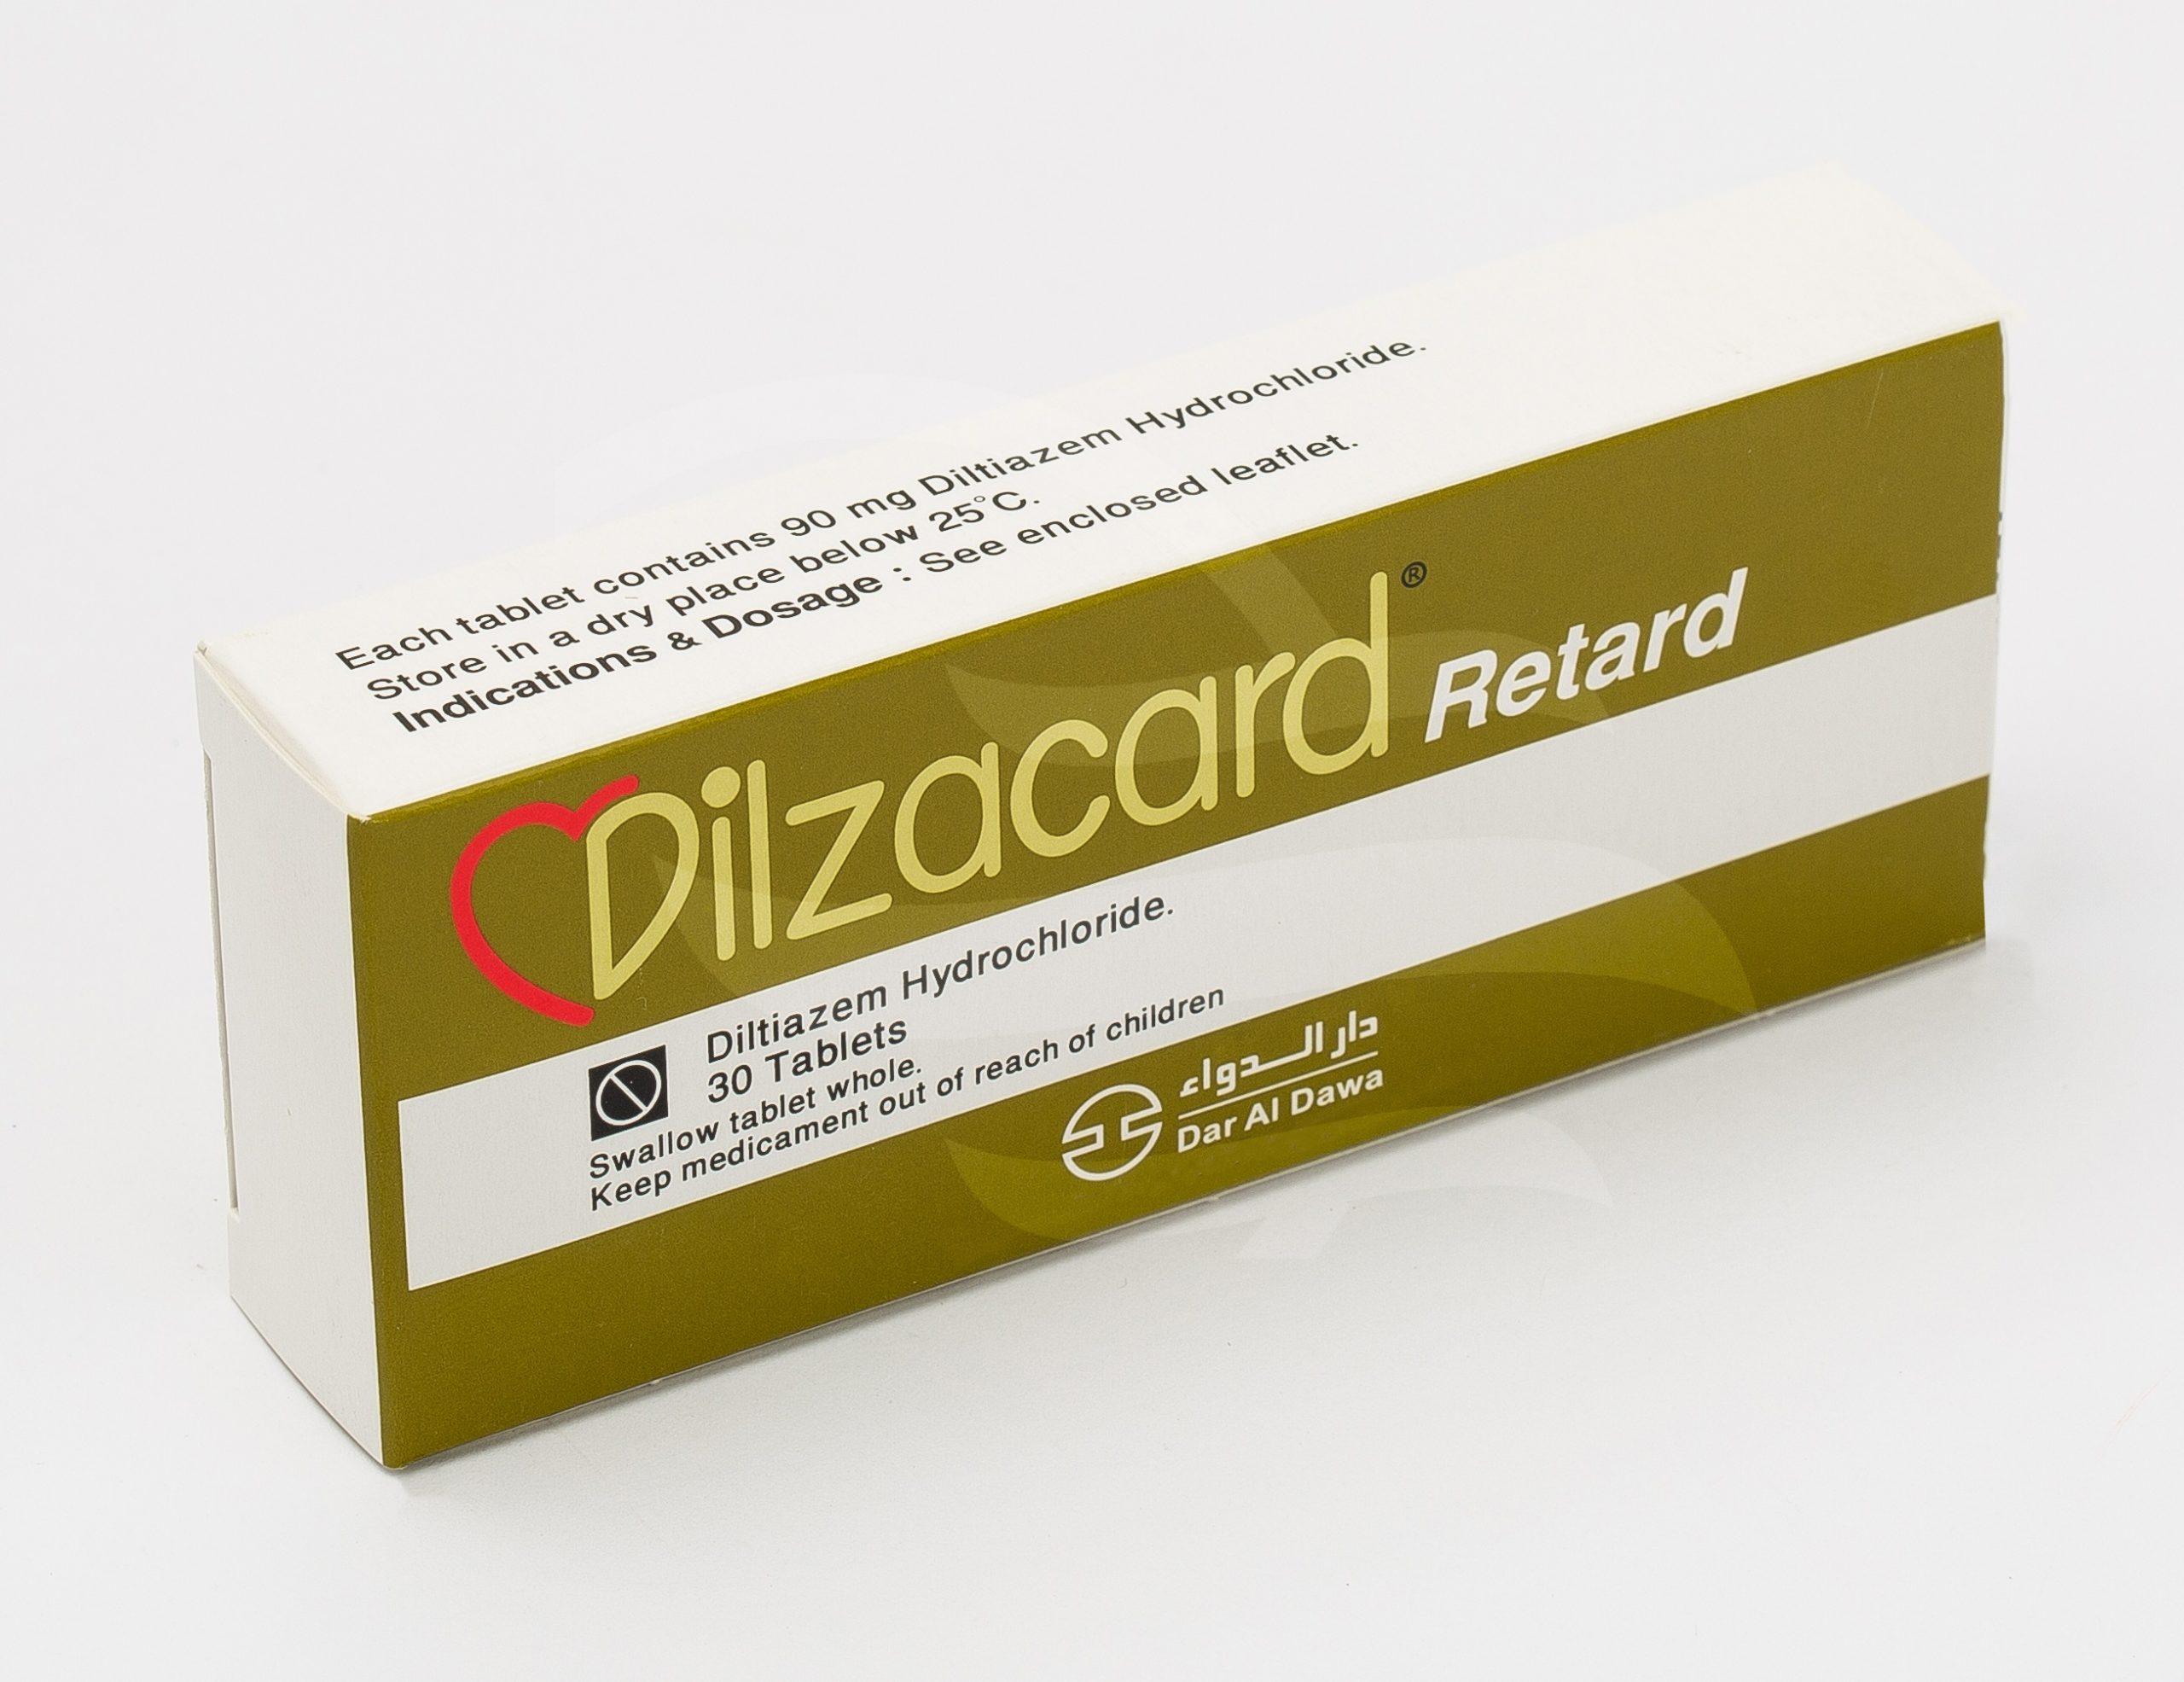 Each tablet contains 90 mg Diltiazem Hydrochloride.
Store in a dry place below 25°C.
Indications & Dosage : See enclosed leaflet.
Dilzacard® Retard
Diltiazem Hydrochloride.
30 Tablets
Swallow tablet whole.
Keep medicament out of reach of children
دار الـدواء
Dar Al Dawa